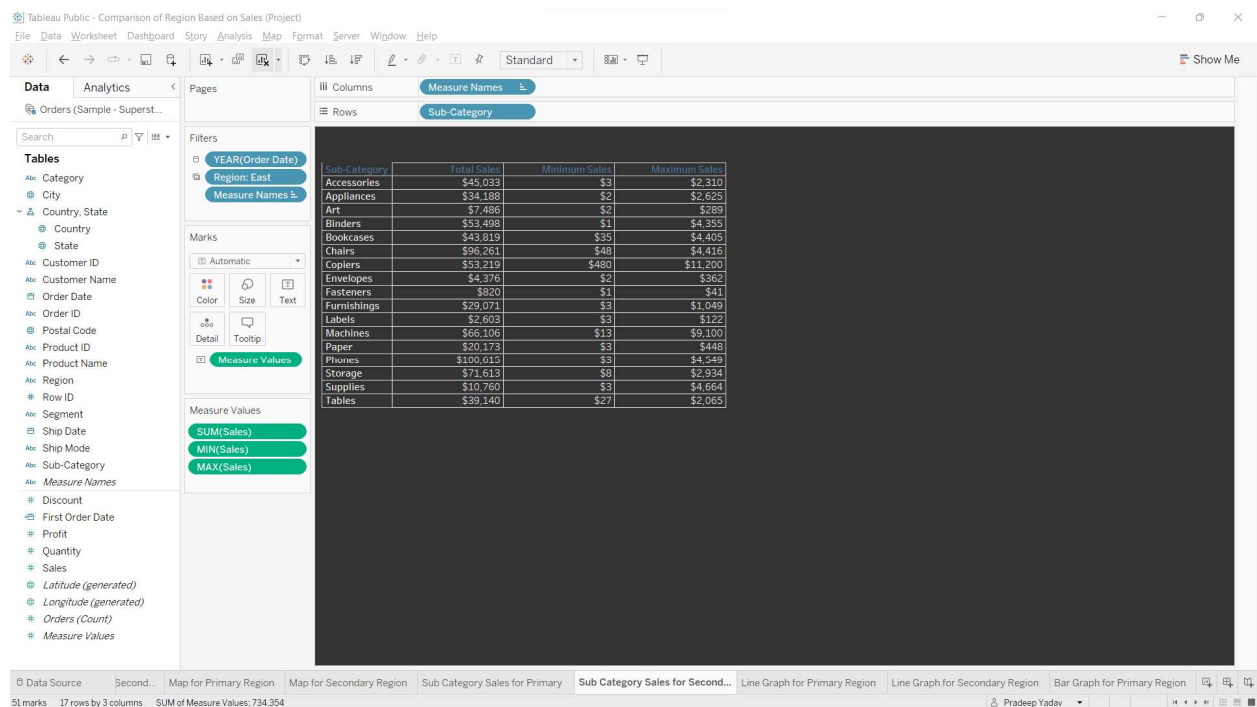 Tableau Public - Comparison of Region Based on Sales (Project)
File Data Worksheet Dashboard Story Analysis Map Format Server Window Help
Standard
Show Me
Data Analytics
Orders (Sample - Superst...
Search
Tables
Abc Category
City
Country, State
Country
State
Abc Customer ID
Abc Customer Name
Order Date
Abc Order ID
Postal Code
Abc Product ID
Abc Product Name
Abc Region
# Row ID
Abc Segment
Ship Date
Abc Ship Mode
Abc Sub-Category
Abc Measure Names
# Discount
First Order Date
# Profit
# Quantity
# Sales
Latitude (generated)
Longitude (generated)
# Orders (Count)
# Measure Values
Pages
Filters
YEAR(Order Date)
Region: East
Measure Names
Marks
Automatic
Color Size Text
Detail Tooltip
Measure Values
Measure Values
SUM(Sales)
MIN(Sales)
MAX(Sales)
Columns Measure Names
Rows Sub-Category
Sub-Category Total Sales Minimum Sales Maximum Sales
Accessories $45,033 $3 $2,310
Appliances $34,188 $2 $2,625
Art $7,486 $2 $289
Binders $53,498 $1 $4,355
Bookcases $43,819 $35 $4,405
Chairs $96,261 $48 $4,416
Copiers $53,219 $480 $11,200
Envelopes $4,376 $2 $362
Fasteners $820 $1 $41
Furnishings $29,071 $3 $1,049
Labels $2,603 $3 $122
Machines $66,106 $13 $9,100
Paper $20,173 $3 $448
Phones $100,615 $3 $4,549
Storage $71,613 $8 $2,934
Supplies $10,760 $3 $4,664
Tables $39,140 $27 $2,065
Data Source Second... Map for Primary Region Map for Secondary Region Sub Category Sales for Primary Sub Category Sales for Second... Line Graph for Primary Region Line Graph for Secondary Region Bar Graph for Primary Region
51 marks 17 rows by 3 columns SUM of Measure Values: 734,354 Pradeep Yadav